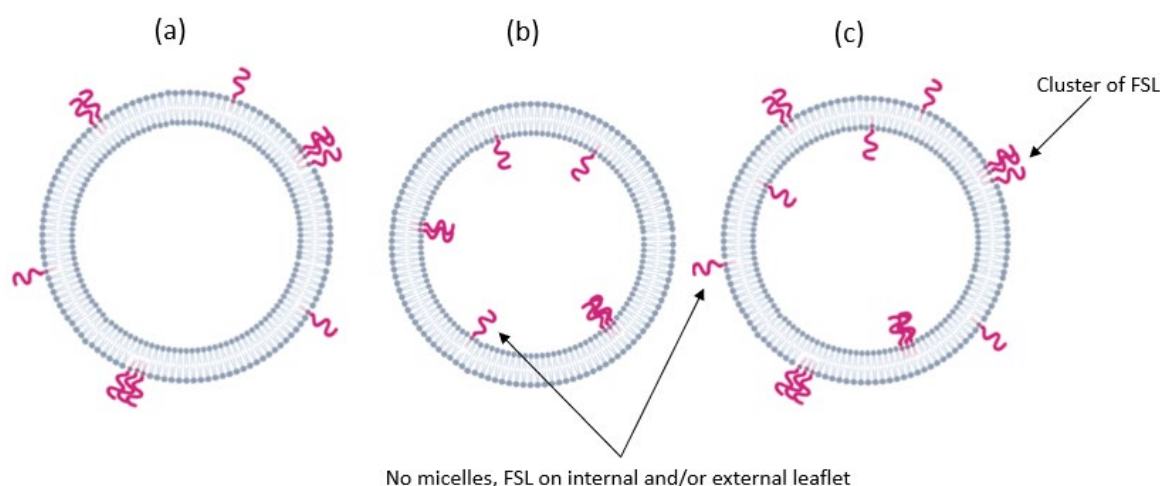 (a)
(b)
(c)
Cluster of FSL
No micelles, FSL on internal and/or external leaflet